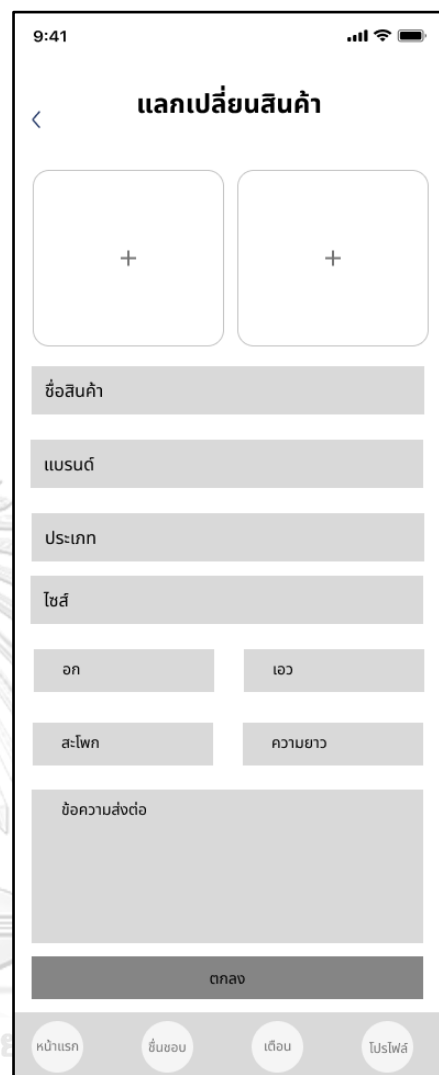 9:41
แลกเปลี่ยนสินค้า
+ +
ชื่อสินค้า
แบรนด์
ประเภท
ไซส์
อก เอว
สะโพก ความยาว
ข้อความส่งต่อ
ตกลง
หน้าแรก ชื่นชอบ เตือน โปรไฟล์